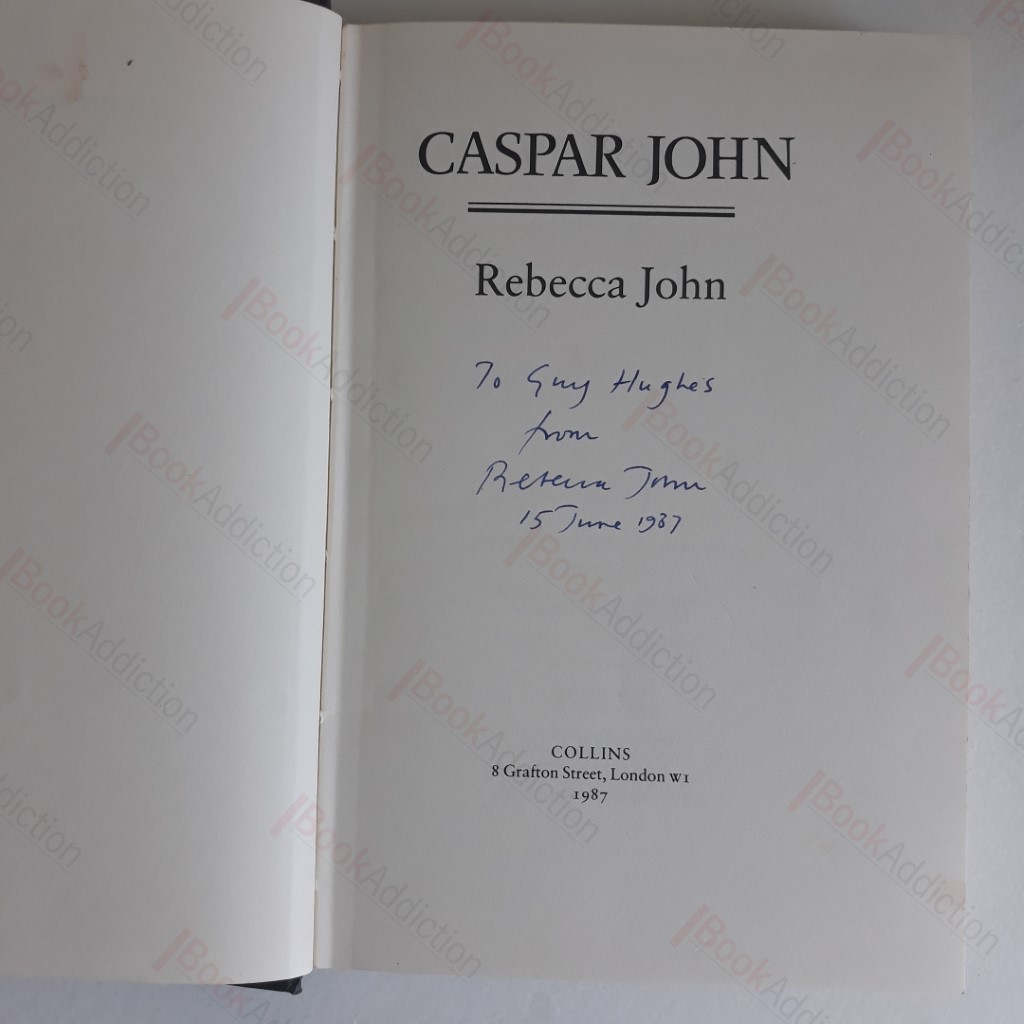 CASPAR JOHN
Rebecca John
To Guy Hughes
from
Rebecca John
15 June 1987
COLLINS
8 Grafton Street, London W1
1987
BookAddiction